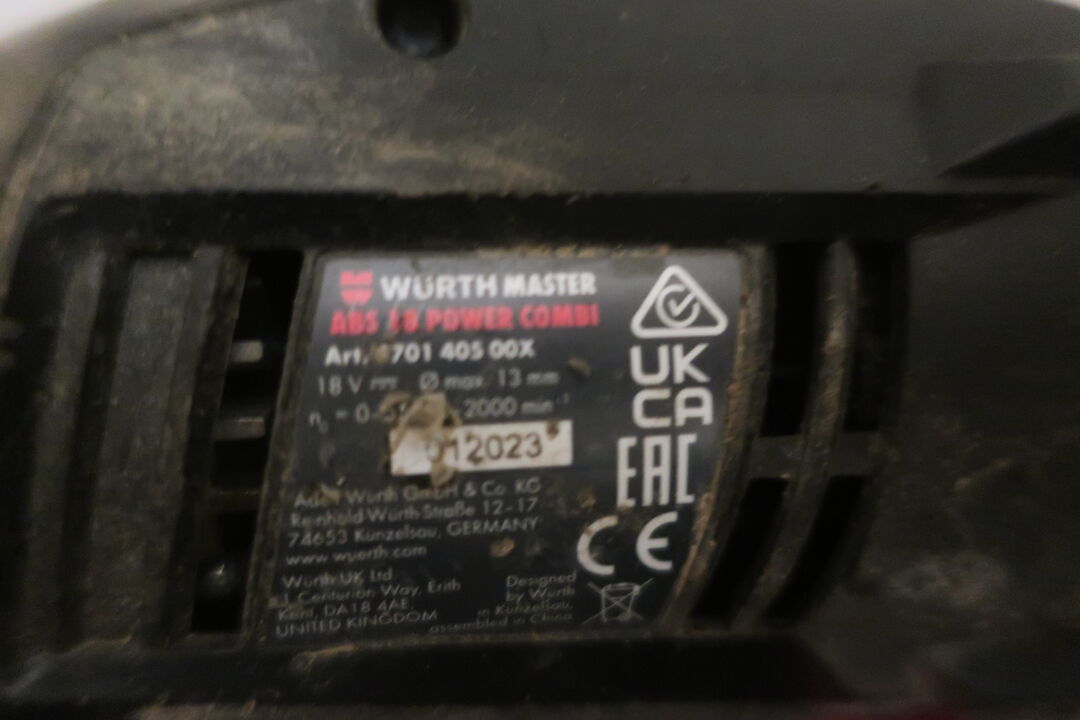 WÜRTH MASTER
ABS 18 POWER COMBI
Art. 5701 405 00X
18 V Ø max. 13 mm
n₀ = 0- 2000 min⁻¹
012023
Adolf Würth GmbH & Co. KG
Reinhold-Würth-Straße 12-17
74653 Künzelsau, GERMANY
www.wuerth.com
Würth UK Ltd.
1 Centurion Way, Erith
Kent, DA18 4AE,
UNITED KINGDOM
Designed
by Würth
in Künzelsau,
assembled in China
UK
CA
EAC
CE